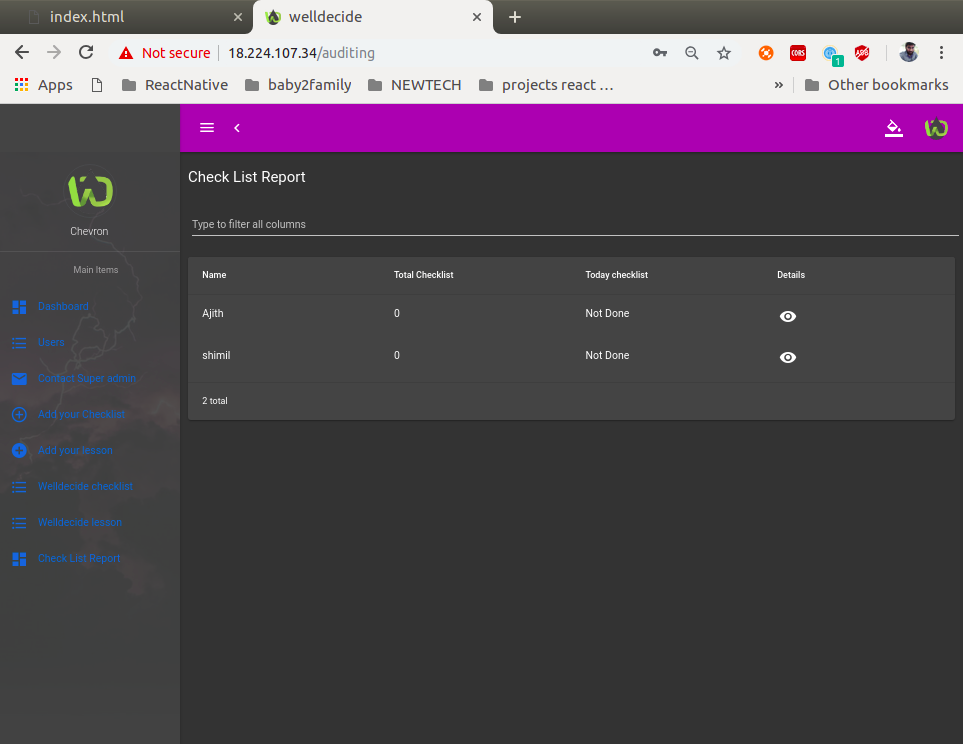 index.html
welldecide
Not secure 18.224.107.34/auditing
CORS
1
ABP
Apps
ReactNative
baby2family
NEWTECH
projects react ...
»
Other bookmarks
Chevron
Main Items
Dashboard
Users
Contact Super admin
Add your Checklist
Add your lesson
Welldecide checklist
Welldecide lesson
Check List Report
Check List Report
Type to filter all columns
Name Total Checklist Today checklist Details
Ajith 0 Not Done
shimil 0 Not Done
2 total